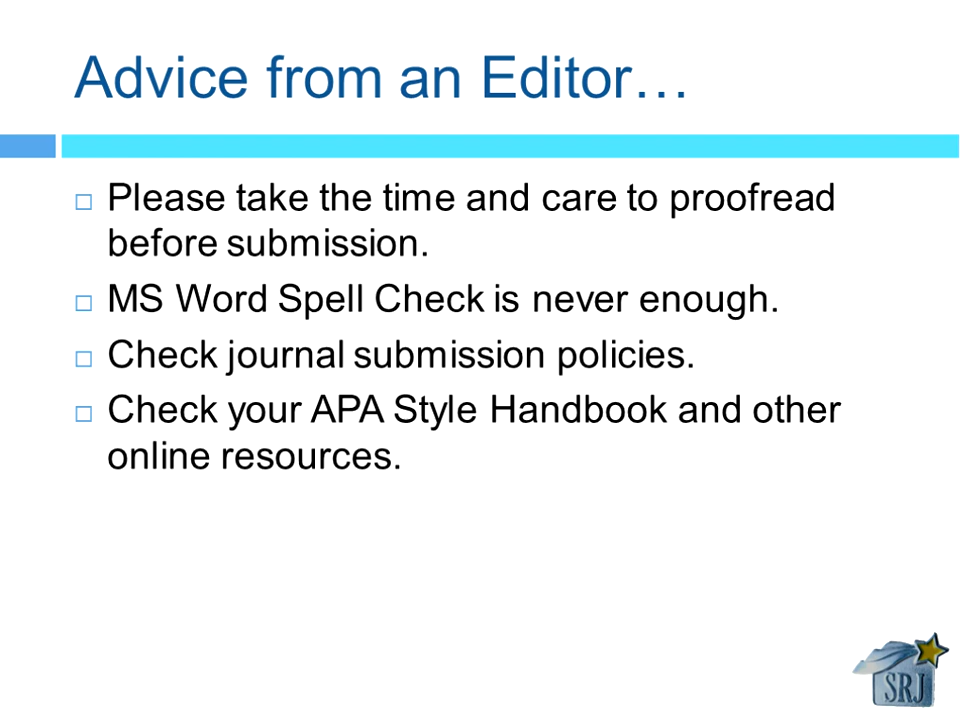 Advice from an Editor…
Please take the time and care to proofread
before submission.
MS Word Spell Check is never enough.
Check journal submission policies.
Check your APA Style Handbook and other
online resources.
SRJ